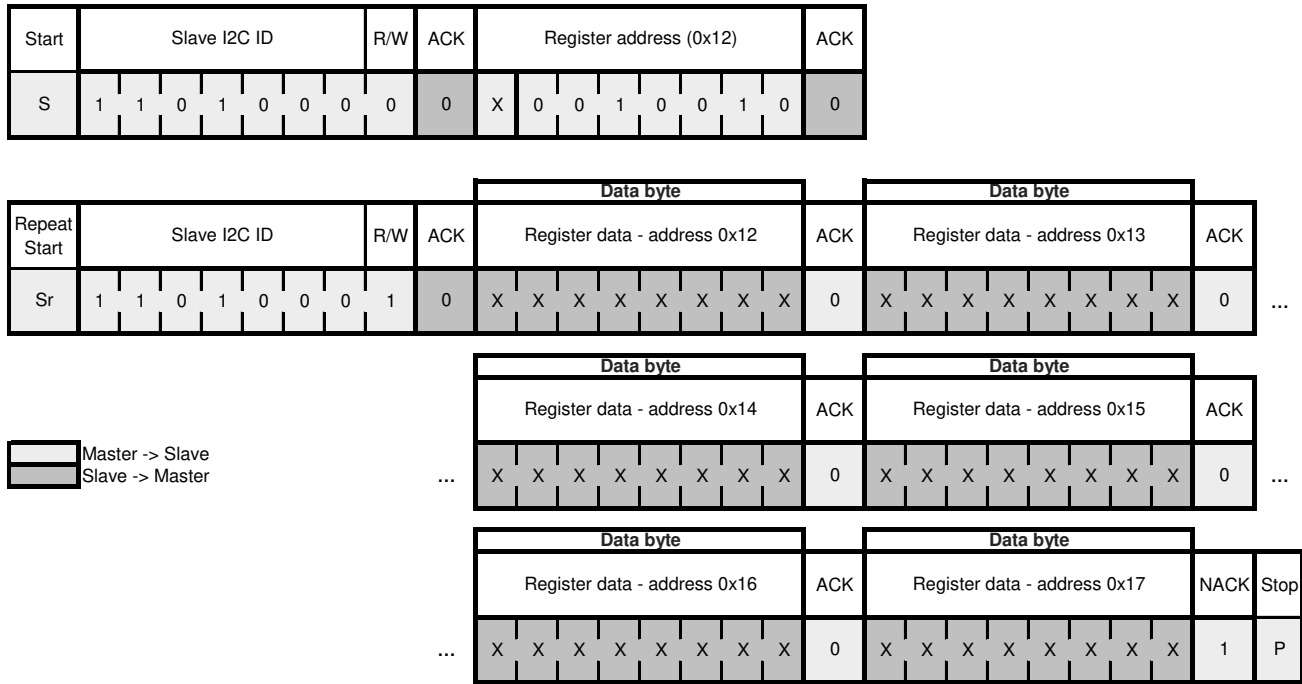 Start Slave I2C ID R/W ACK Register address (0x12) ACK
S 1 1 0 1 0 0 0 0 0 X 0 0 1 0 0 1 0 0
Data byte Data byte
Repeat Start Slave I2C ID R/W ACK Register data - address 0x12 ACK Register data - address 0x13 ACK
Sr 1 1 0 1 0 0 0 1 0 X X X X X X X X 0 X X X X X X X X 0 ...
Data byte Data byte
Register data - address 0x14 ACK Register data - address 0x15 ACK
Master -> Slave
Slave -> Master
... X X X X X X X X 0 X X X X X X X X 0 ...
Data byte Data byte
Register data - address 0x16 ACK Register data - address 0x17 NACK Stop
... X X X X X X X X 0 X X X X X X X X 1 P